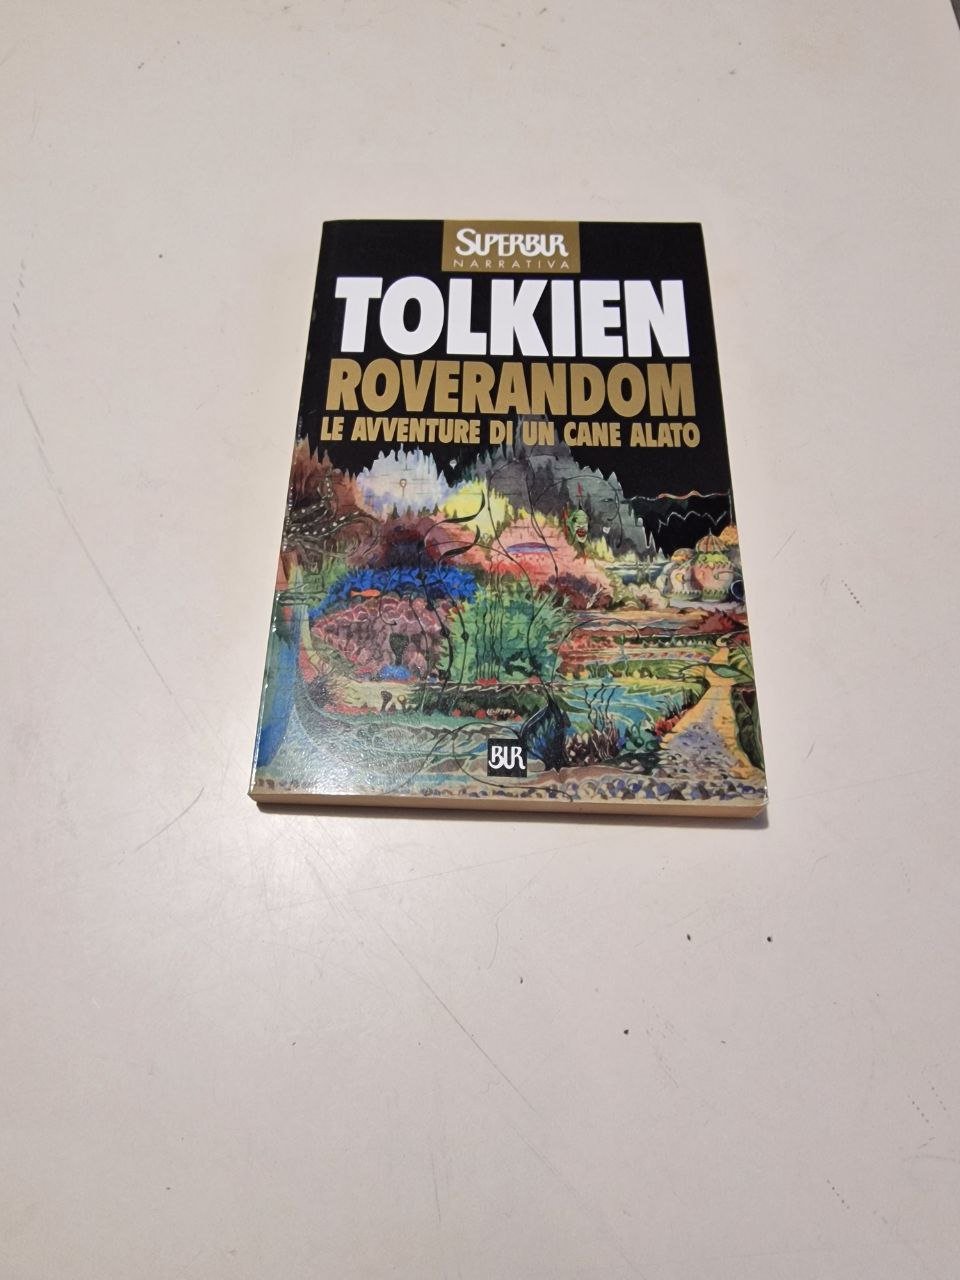 SUPERBUR
NARRATIVA
TOLKIEN
ROVERANDOM
LE AVVENTURE DI UN CANE ALATO
BUR